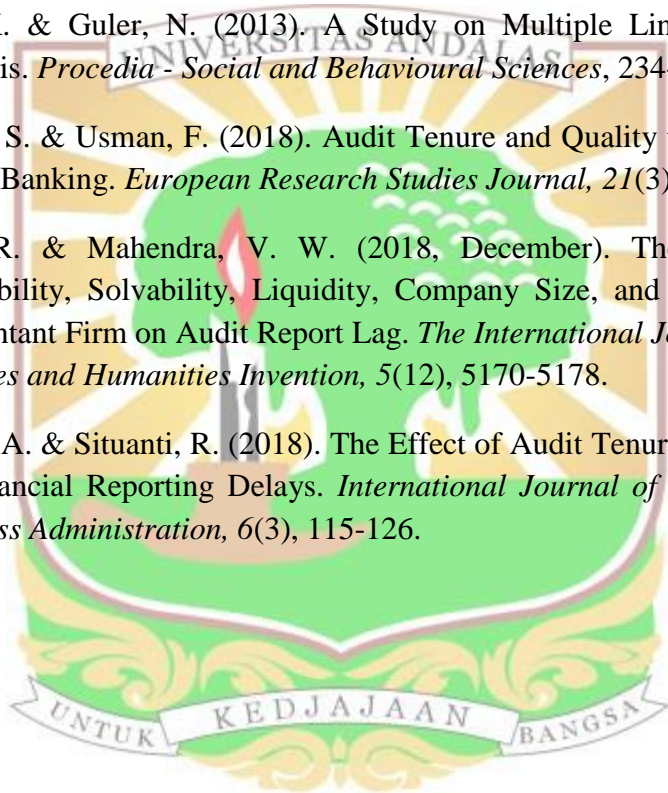 K. & Guler, N. (2013). A Study on Multiple Lin
UNIVERSITAS ANDALAS
is. Procedia - Social and Behavioural Sciences, 234-
S. & Usman, F. (2018). Audit Tenure and Quality
Banking. European Research Studies Journal, 21(3)
R. & Mahendra, V. W. (2018, December). The
bility, Solvability, Liquidity, Company Size, and
ntant Firm on Audit Report Lag. The International Jo
es and Humanities Invention, 5(12), 5170-5178.
A. & Situanti, R. (2018). The Effect of Audit Tenur
nancial Reporting Delays. International Journal of
ss Administration, 6(3), 115-126.
UNTUK KEDJAJAAN BANGSA